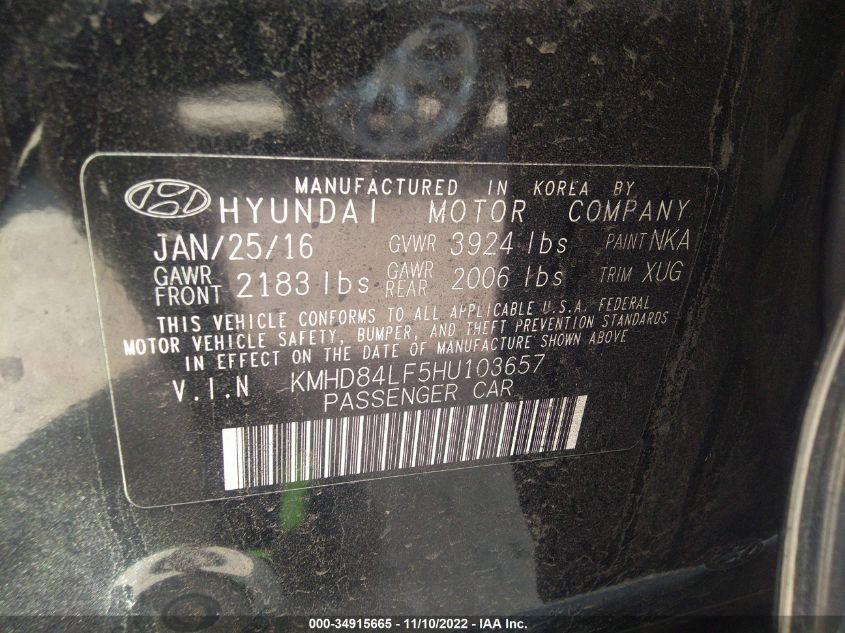 MANUFACTURED IN KOREA BY
HYUNDAI MOTOR COMPANY
JAN/25/16 GVWR 3924 lbs PAINT NKA
GAWR FRONT 2183 lbs GAWR REAR 2006 lbs TRIM XUG
THIS VEHICLE CONFORMS TO ALL APPLICABLE U.S.A. FEDERAL
MOTOR VEHICLE SAFETY, BUMPER, AND THEFT PREVENTION STANDARDS
IN EFFECT ON THE DATE OF MANUFACTURE SHOWN ABOVE
V.I.N KMHD84LF5HU103657
PASSENGER CAR
000-34915665 - 11/10/2022 - IAA Inc.